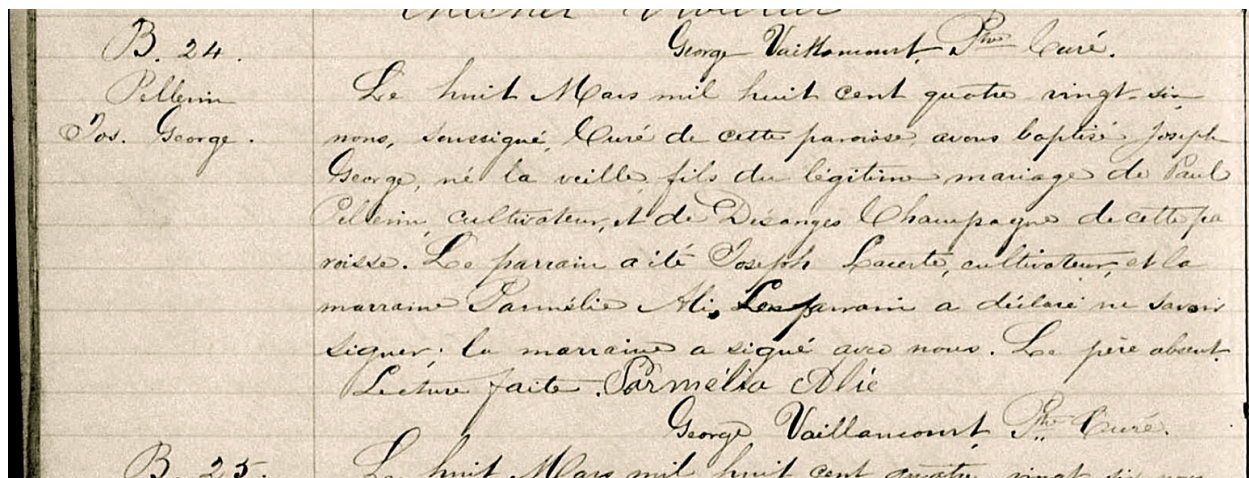 George Vaillancourt, Ptre Curé.
B. 24.
Pellerin
Jos. George.
Le huit Mars mil huit cent quatre vingt-six
nous, soussigné, Curé de cette paroisse, avons baptisé Joseph
George, né la veille, fils du légitime mariage de Paul
Pellerin, cultivateur, et de Désanges Champagne de cette pa
roisse. Le parrain a été Joseph Lacerte, cultivateur, et la
marraine Parmélie Ali. Le parrain a déclaré ne savoir
signer. la marraine a signé avec nous. Le père absent.
Lecture faite. Parmélia Alie
George, Vaillancourt, Ptre Curé.
B. 25.
Le huit Mars mil huit cent quatre vingt six nous